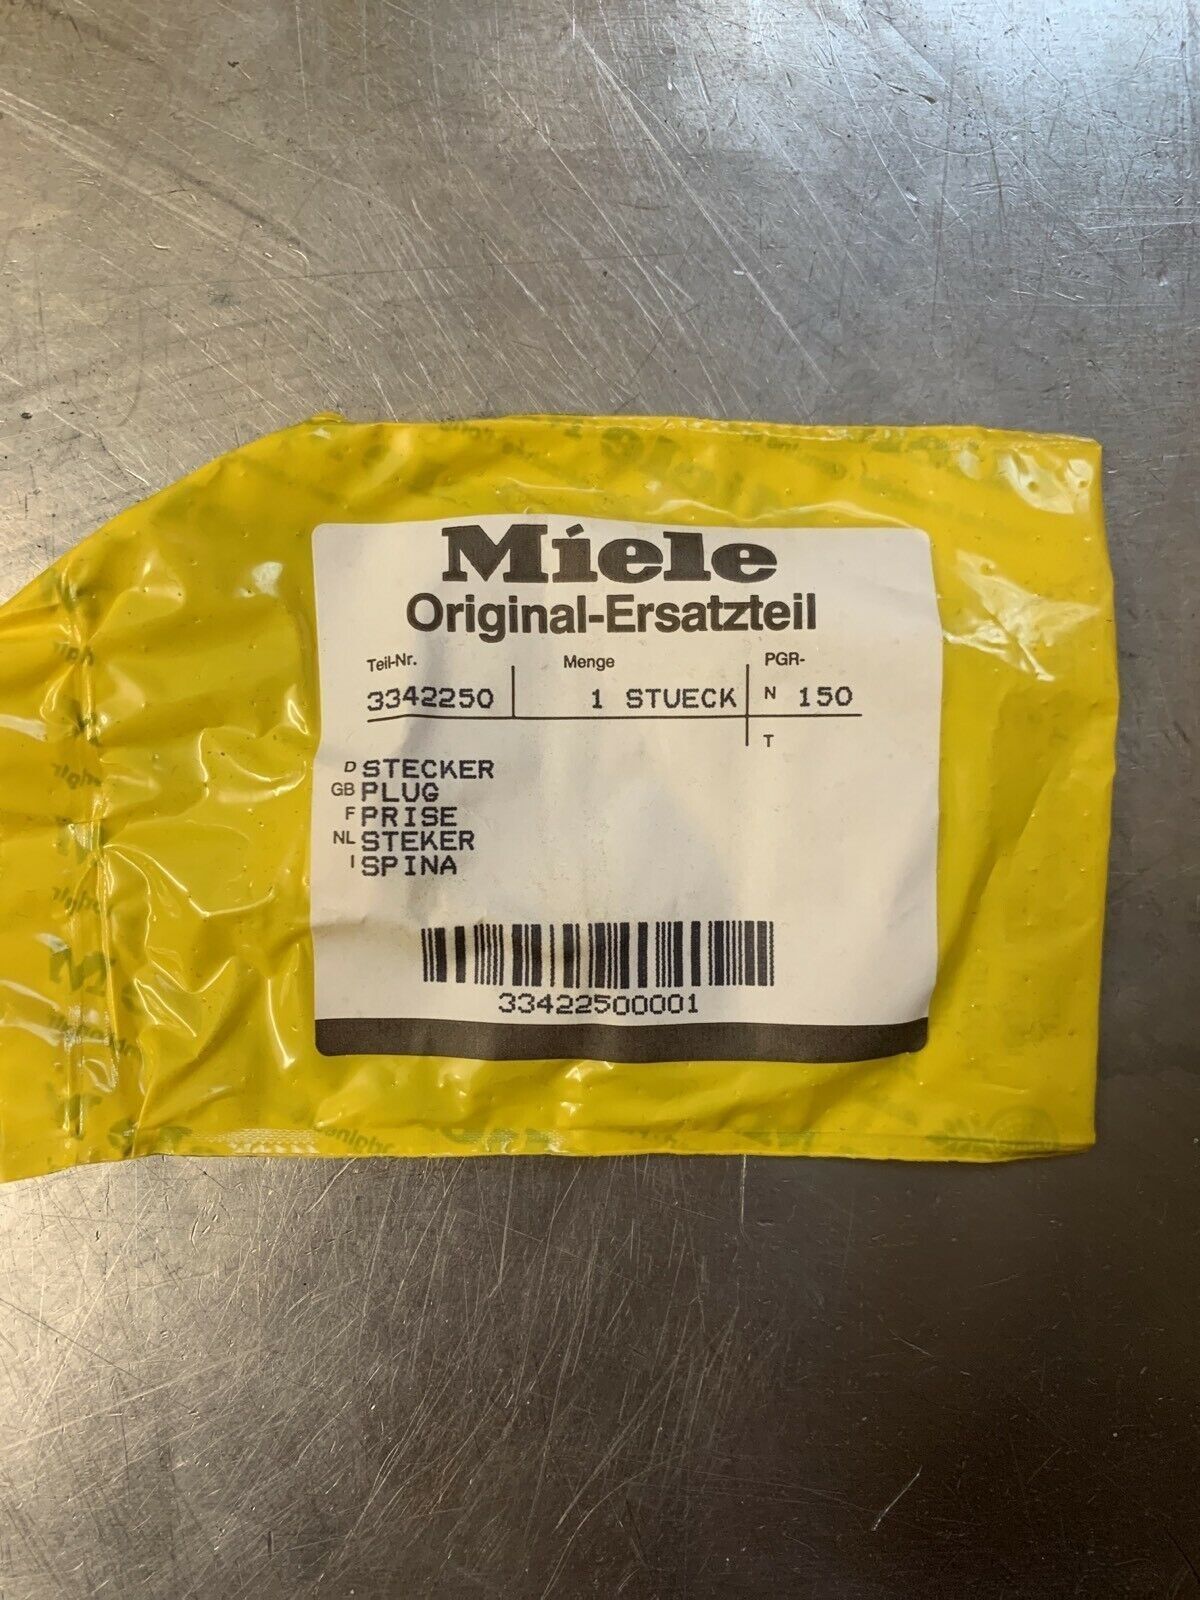 Miele
Original-Ersatzteil
Teil-Nr. Menge PGR-
3342250 1 STUECK N 150
T
D STECKER
GB PLUG
F PRISE
NL STEKER
I SPINA
33422500001